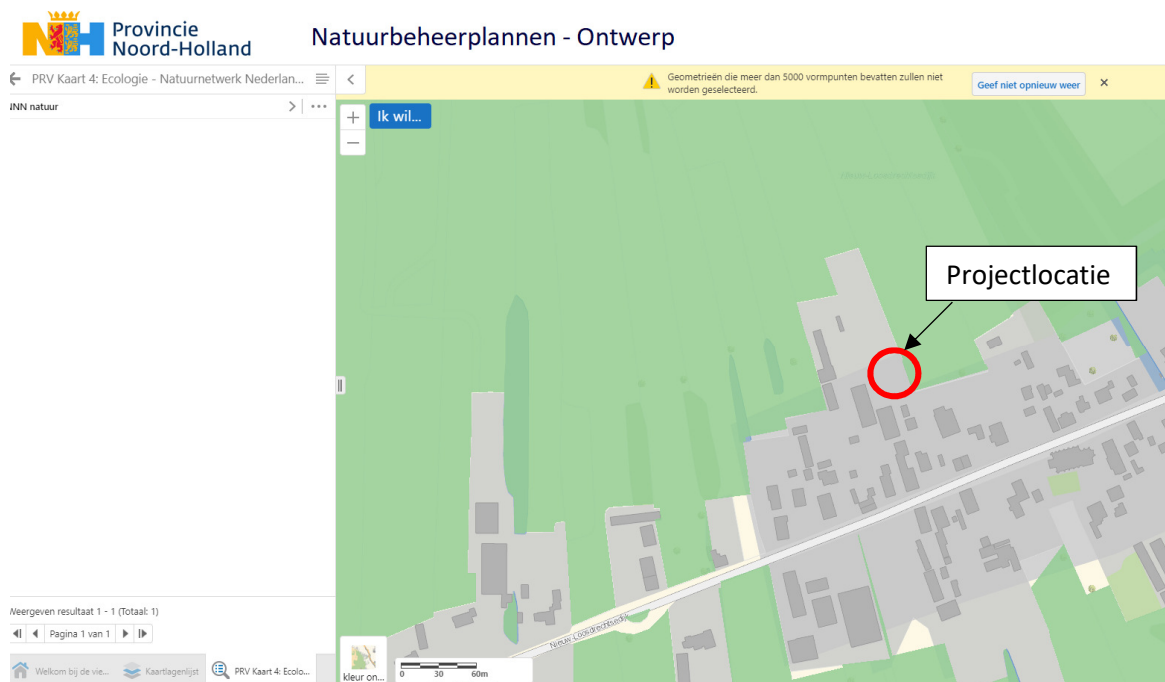 Provincie
Noord-Holland
Natuurbeheerplannen - Ontwerp
PRV Kaart 4: Ecologie - Natuurnetwerk Nederlan...
NNN natuur
Geometrieën die meer dan 5000 vormpunten bevatten zullen niet
worden geselecteerd.
Geef niet opnieuw weer
Ik wil...
Projectlocatie
Nieuw-Loosdrechtsedijk
Weergeven resultaat 1 - 1 (Totaal: 1)
Pagina 1 van 1
Welkom bij de vie...
Kaartlagenlijst
PRV Kaart 4: Ecolo...
kleur on...
0 30 60m